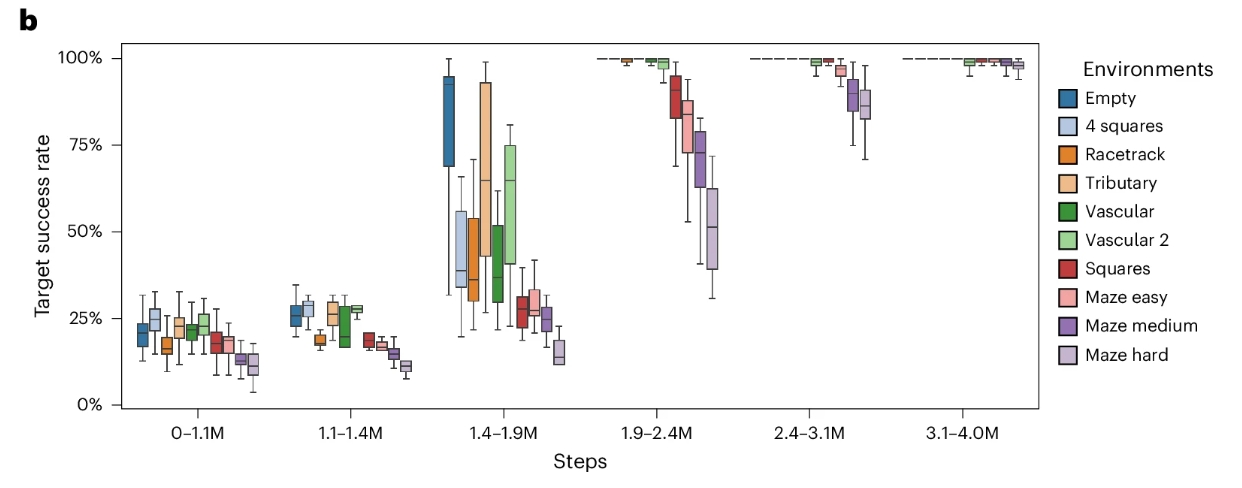 b
Target success rate
100%
75%
50%
25%
0%
0–1.1M
1.1–1.4M
1.4–1.9M
1.9–2.4M
2.4–3.1M
3.1–4.0M
Steps
Environments
Empty
4 squares
Racetrack
Tributary
Vascular
Vascular 2
Squares
Maze easy
Maze medium
Maze hard